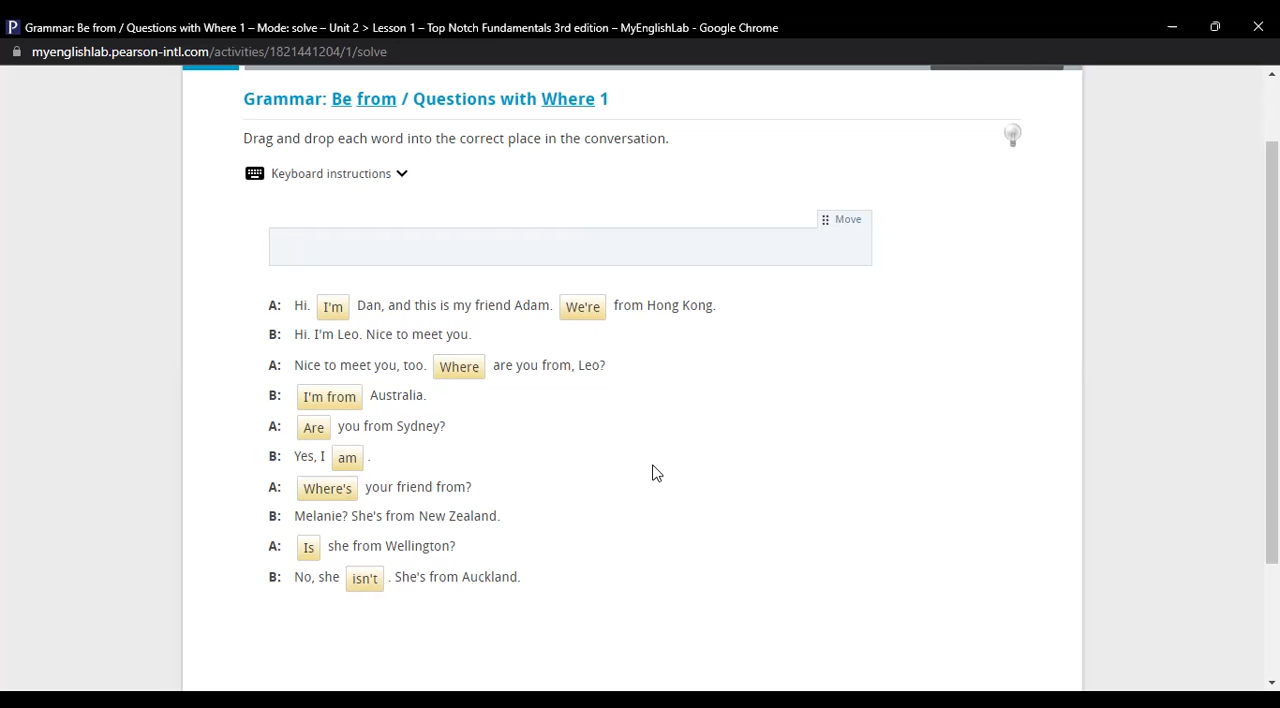 Grammar: Be from / Questions with Where 1 – Mode: solve – Unit 2 > Lesson 1 – Top Notch Fundamentals 3rd edition – MyEnglishLab - Google Chrome
myenglishlab.pearson-intl.com/activities/1821441204/1/solve
Grammar: Be from / Questions with Where 1
Drag and drop each word into the correct place in the conversation.
Keyboard instructions
Move
A: Hi. I'm Dan, and this is my friend Adam. We're from Hong Kong.
B: Hi. I'm Leo. Nice to meet you.
A: Nice to meet you, too. Where are you from, Leo?
B: I'm from Australia.
A: Are you from Sydney?
B: Yes, I am .
A: Where's your friend from?
B: Melanie? She's from New Zealand.
A: Is she from Wellington?
B: No, she isn't . She's from Auckland.